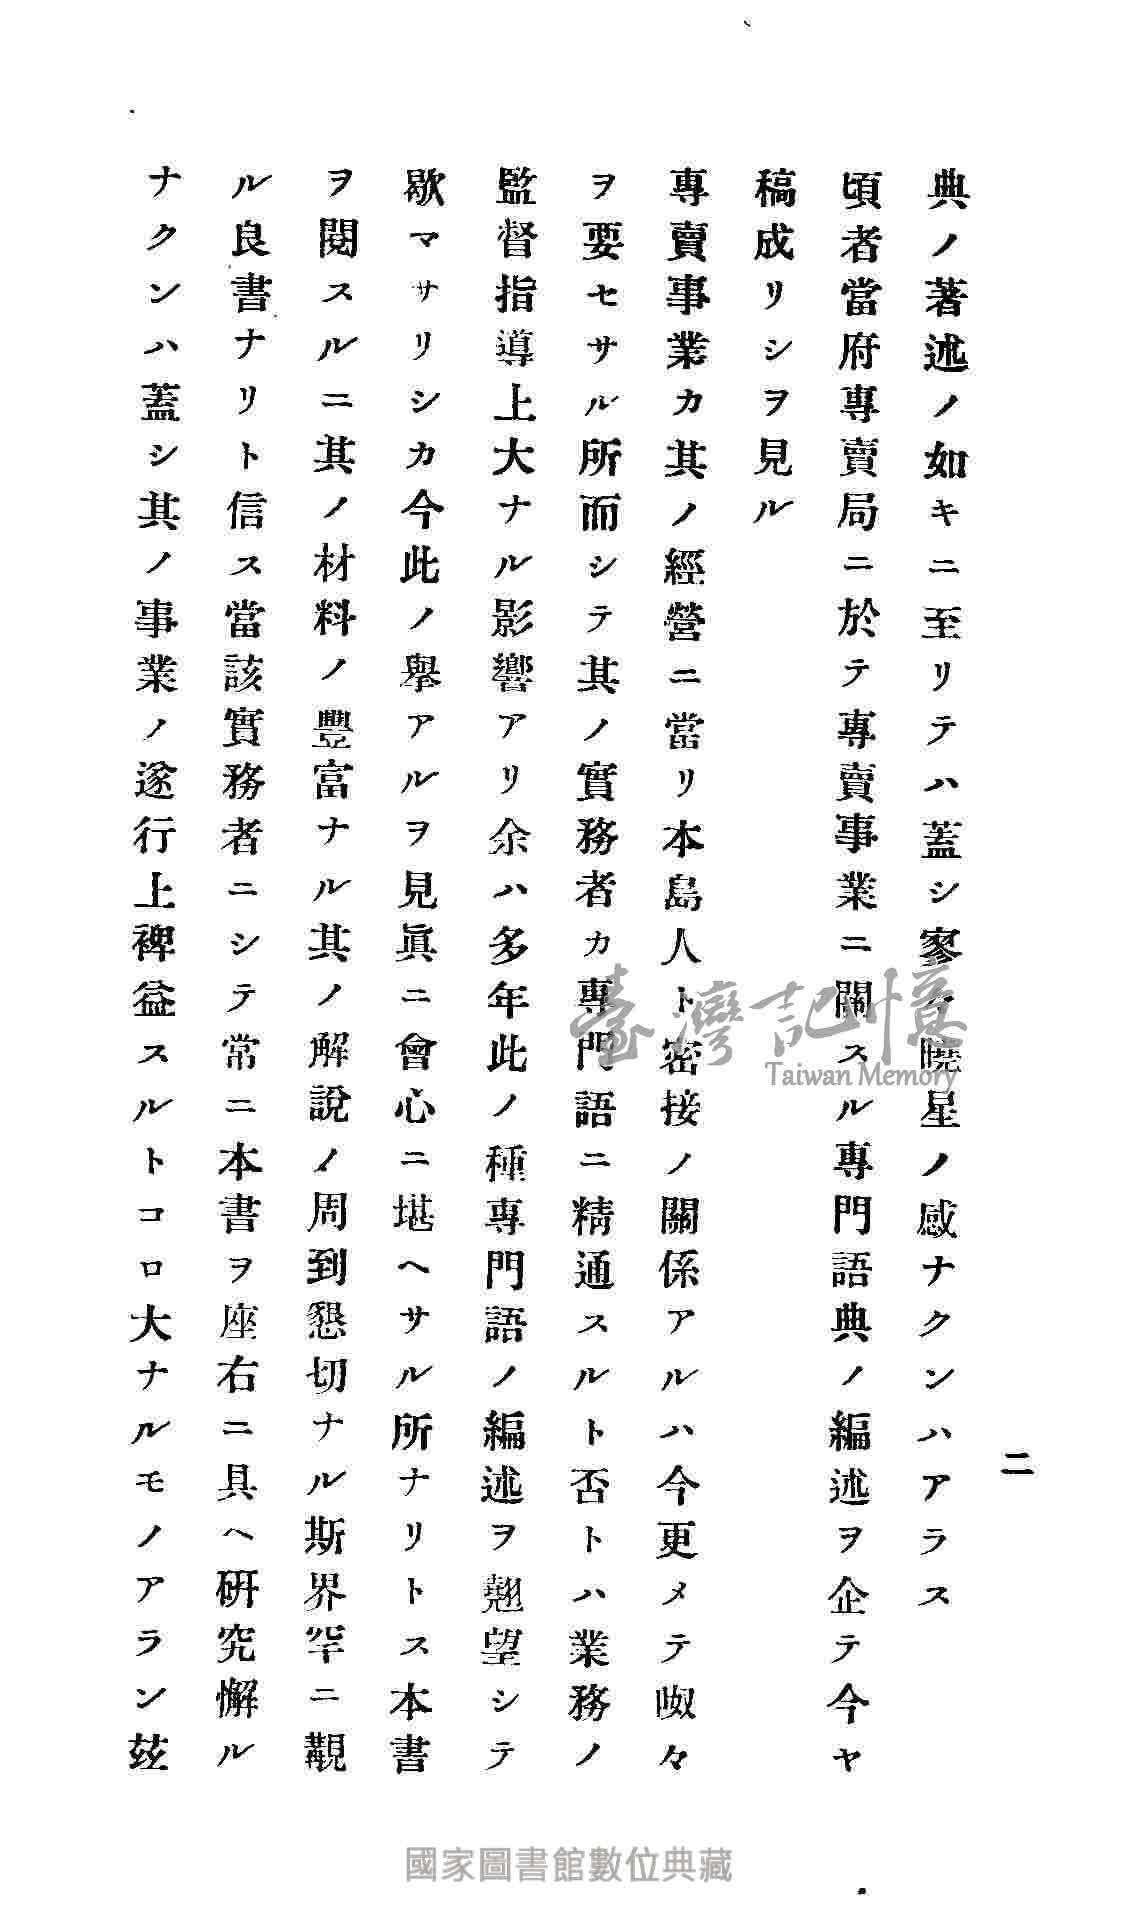 典ノ著述ノ如キニ至リテハ蓋シ寥々曉星ノ感ナクンハアラス
頃者當府專賣局ニ於テ專賣事業ニ關スル專門語典ノ編述ヲ企テ今ヤ
稿成リシヲ見ル
專賣事業カ其ノ經營ニ當リ本島人ト密接ノ關係アルハ今更メテ呶々
ヲ要セサル所而シテ其ノ實務者カ專門語ニ精通スルト否トハ業務ノ
監督指導上大ナル影響アリ余ハ多年此ノ種專門語ノ編述ヲ翹望シテ
歇マサリシカ今此ノ擧アルヲ見眞ニ會心ニ堪ヘサル所ナリトス本書
ヲ閱スルニ其ノ材料ノ豐富ナル其ノ解說ノ周到懇切ナル斯界罕ニ觀
ル良書ナリト信ス當該實務者ニシテ常ニ本書ヲ座右ニ具ヘ硏究懈ル
ナクンハ蓋シ其ノ事業ノ遂行上裨益スルトコロ大ナルモノアラン玆
二
臺灣記憶
Taiwan Memory
國家圖書館數位典藏